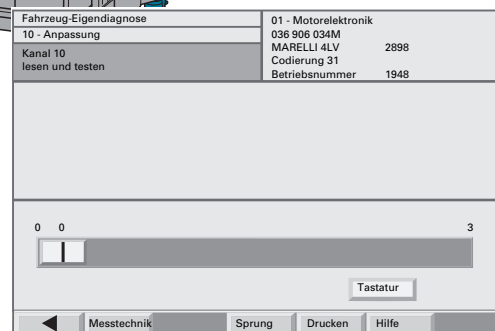 Fahrzeug-Eigendiagnose
10 - Anpassung
Kanal 10
lesen und testen
01 - Motorelektronik
036 906 034M
MARELLI 4LV 2898
Codierung 31
Betriebsnummer 1948
0 0 3
Tastatur
Messtechnik Sprung Drucken Hilfe